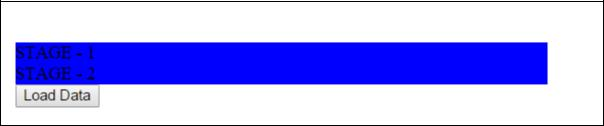 STAGE - 1
STAGE - 2
Load Data